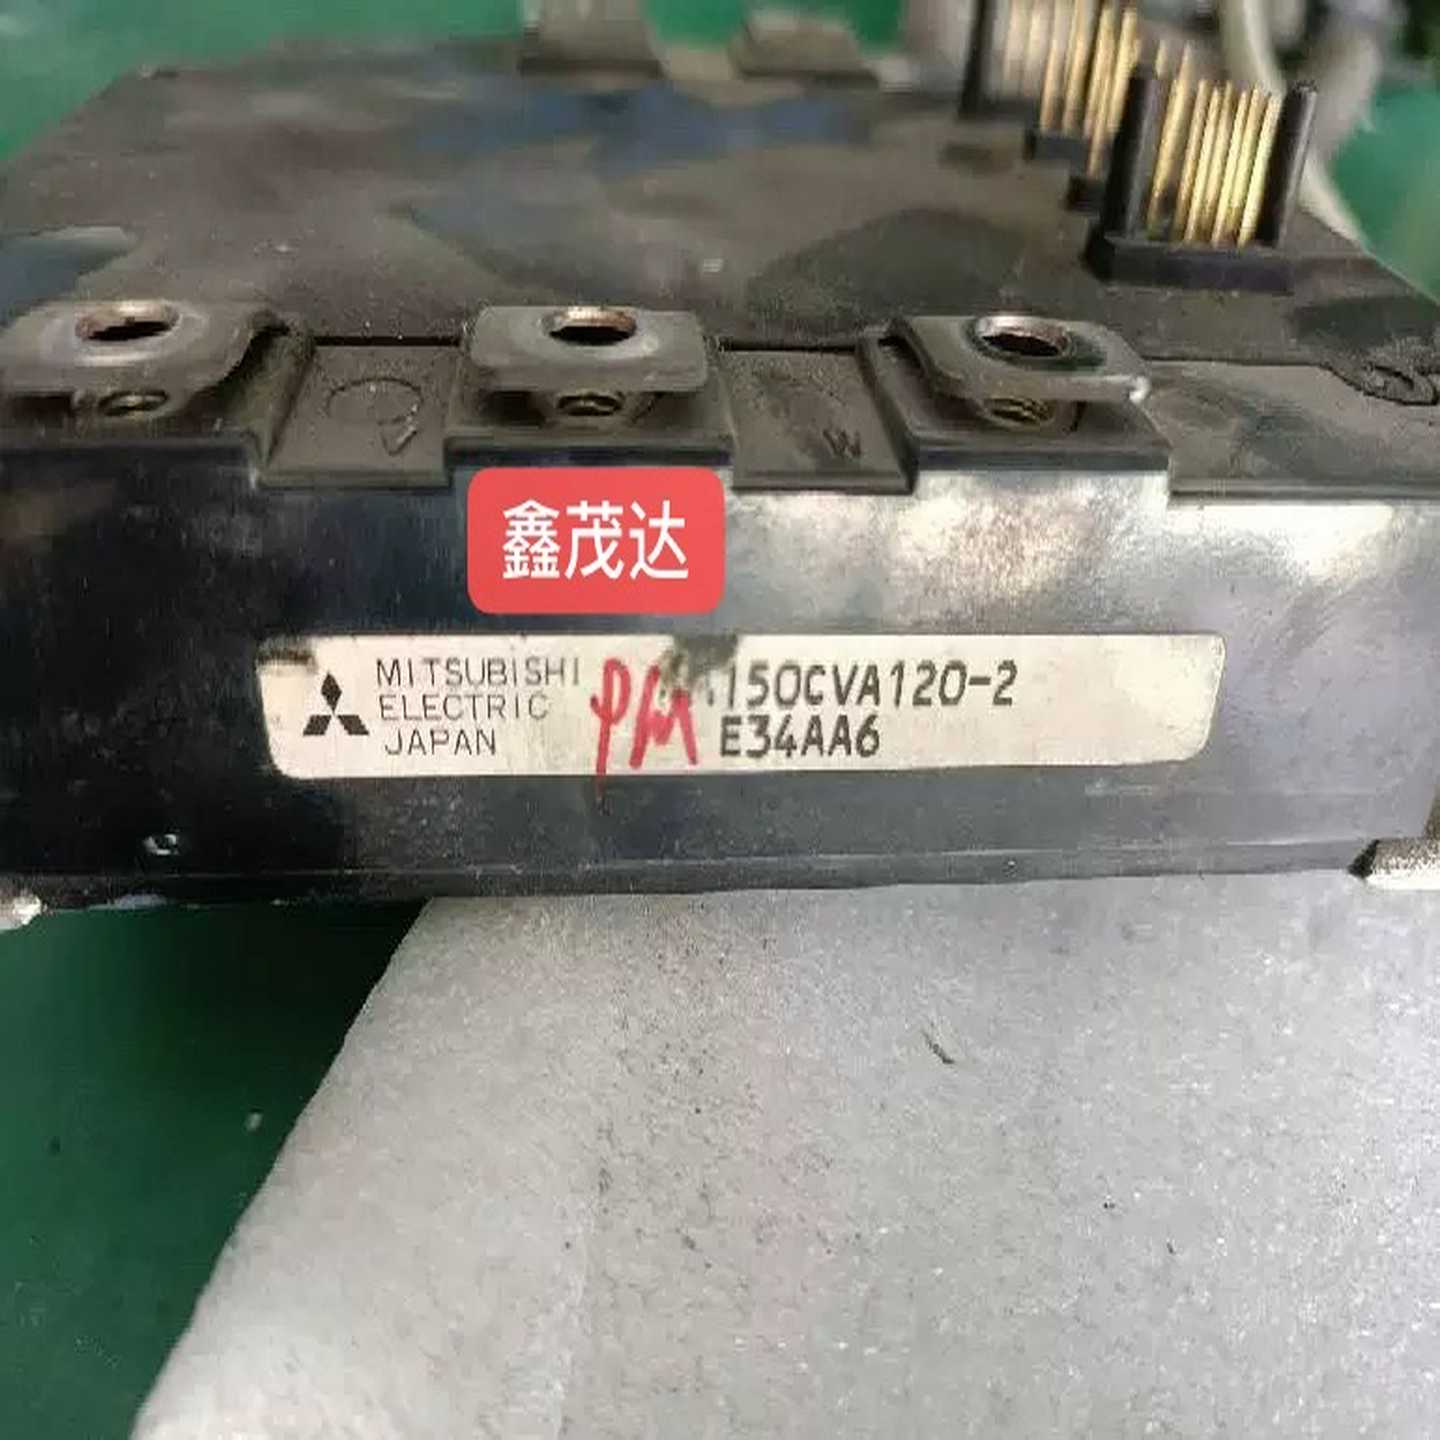 鑫茂达
MITSUBISHI
ELECTRIC
JAPAN
PM
150CVA120-2
E34AA6
W